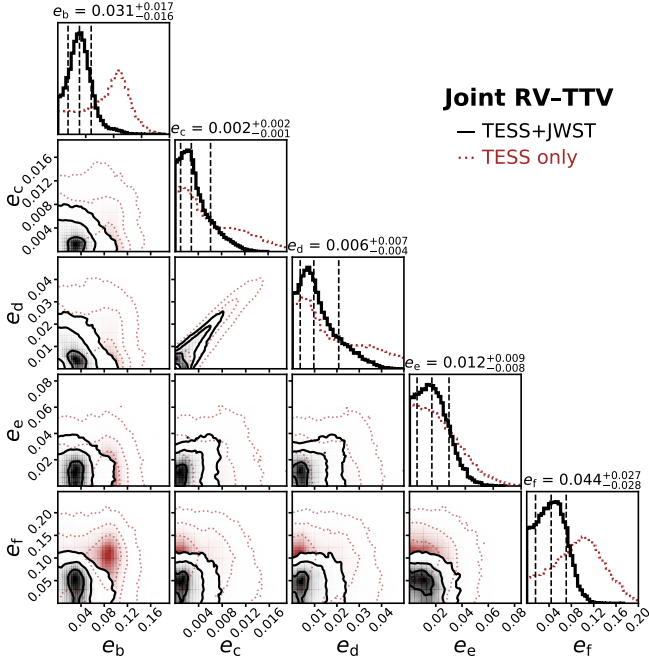 e_b = 0.031^{+0.017}_{-0.016}
Joint RV–TTV
TESS+JWST
TESS only
e_c = 0.002^{+0.002}_{-0.001}
e_c
0.016
0.012
0.008
0.004
e_d = 0.006^{+0.007}_{-0.004}
e_d
0.04
0.03
0.02
0.01
e_e = 0.012^{+0.009}_{-0.008}
e_e
0.08
0.06
0.04
0.02
e_f = 0.044^{+0.027}_{-0.028}
e_f
0.20
0.15
0.10
0.05
0.04 0.08 0.12 0.16
0.004 0.008 0.012 0.016
0.01 0.02 0.03 0.04
0.02 0.04 0.06 0.08
0.04 0.08 0.12 0.16 0.20
e_b e_c e_d e_e e_f